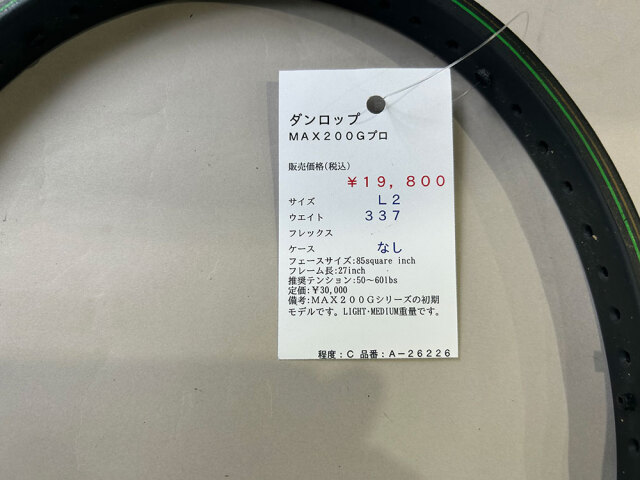 ダンロップ
ＭＡＸ２００Ｇプロ
販売価格(税込)
￥１９，８００
サイズ Ｌ２
ウエイト ３３７
フレックス
ケース なし
フェースサイズ:85square inch
フレーム長:27inch
推奨テンション:50～60lbs
定価:￥30,000
備考:ＭＡＸ２００Ｇシリーズの初期
モデルです。LIGHT･MEDIUM重量です。
程度：Ｃ 品番：Ａ－２６２２６